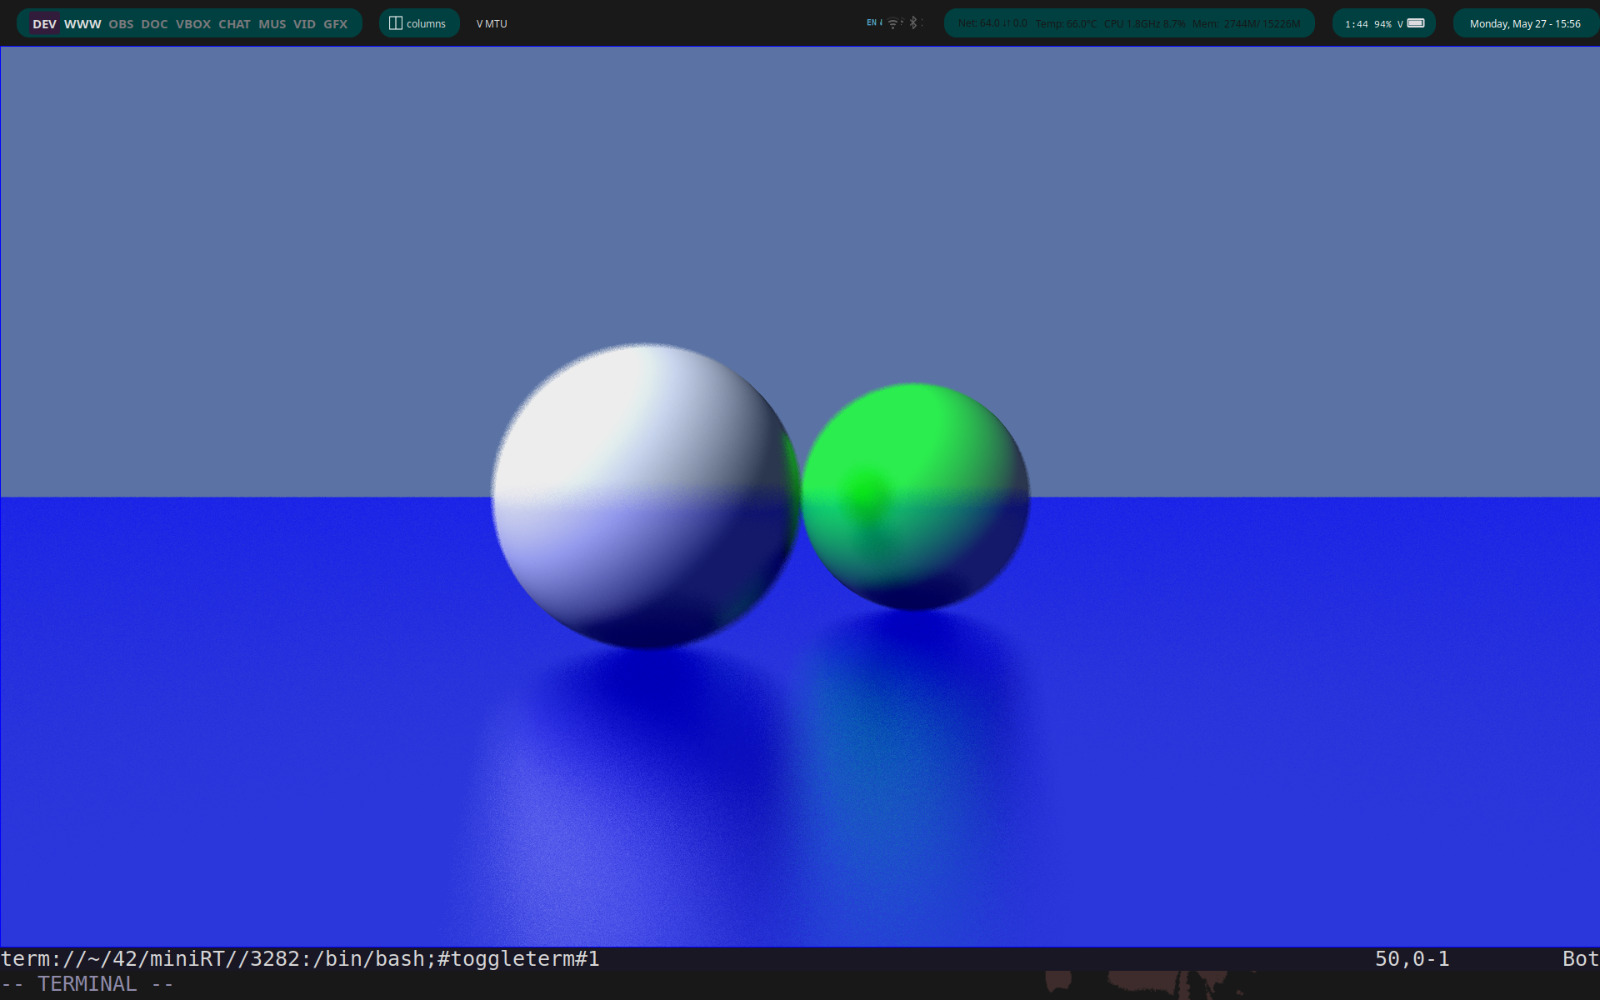 DEV WWW OBS DOC VBOX CHAT MUS VID GFX columns V MTU EN Net: 64.0 ↓↑ 0.0 Temp: 66.0°C CPU 1.8GHz 8.7% Mem: 2744M/ 15226M 1:44 94% V Monday, May 27 - 15:56
term://~/42/miniRT//3282:/bin/bash;#toggleterm#1 50,0-1 Bot
-- TERMINAL --